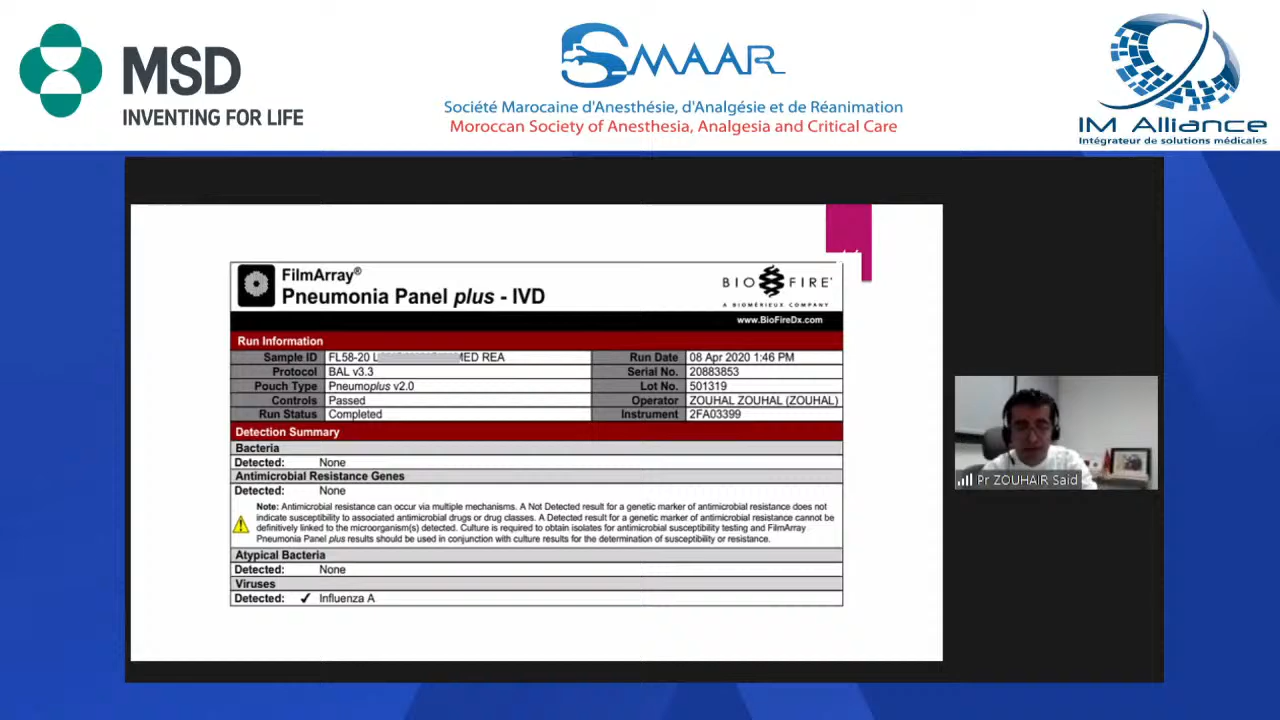 MSD
INVENTING FOR LIFE
SMAAR
Société Marocaine d'Anesthésie, d'Analgésie et de Réanimation
Moroccan Society of Anesthesia, Analgesia and Critical Care
IM Alliance
Intégrateur de solutions médicales
FilmArray®
Pneumonia Panel plus - IVD
BIO FIRE
A BIOMÉRIEUX COMPANY
www.BioFireDx.com
Run Information
Sample ID FL58-20 MED REA Run Date 08 Apr 2020 1:46 PM
Protocol BAL v3.3 Serial No. 20883853
Pouch Type Pneumoplus v2.0 Lot No. 501319
Controls Passed Operator ZOUHAL ZOUHAL (ZOUHAL)
Run Status Completed Instrument 2FA03399
Detection Summary
Bacteria
Detected: None
Antimicrobial Resistance Genes
Detected: None
Note: Antimicrobial resistance can occur via multiple mechanisms. A Not Detected result for a genetic marker of antimicrobial resistance does not
indicate susceptibility to associated antimicrobial drugs or drug classes. A Detected result for a genetic marker of antimicrobial resistance cannot be
definitively linked to the microorganism(s) detected. Culture is required to obtain isolates for antimicrobial susceptibility testing and FilmArray
Pneumonia Panel plus results should be used in conjunction with culture results for the determination of susceptibility or resistance.
Atypical Bacteria
Detected: None
Viruses
Detected: ✓ Influenza A
Pr ZOUHAIR Said